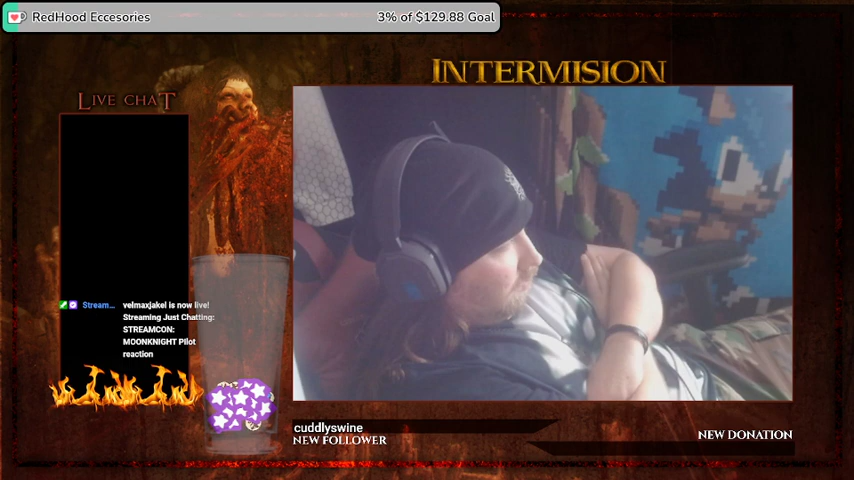 RedHood Eccesories
3% of $129.88 Goal
INTERMISION
LIVE CHAT
Stream... velmaxjakel is now live!
Streaming Just Chatting:
STREAMCON:
MOONKNIGHT Pilot
reaction
cuddlyswine
NEW FOLLOWER
NEW DONATION